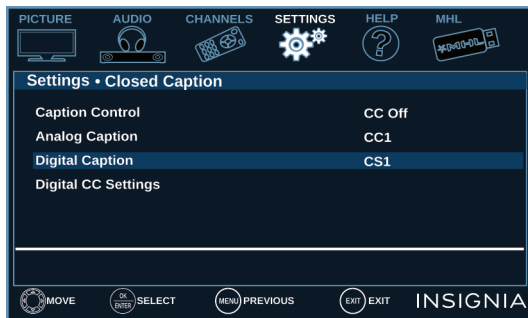 PICTURE AUDIO CHANNELS SETTINGS HELP MHL
MHL
Settings • Closed Caption
Caption Control CC Off
Analog Caption CC1
Digital Caption CS1
Digital CC Settings
MOVE OK ENTER SELECT MENU PREVIOUS EXIT EXIT INSIGNIA